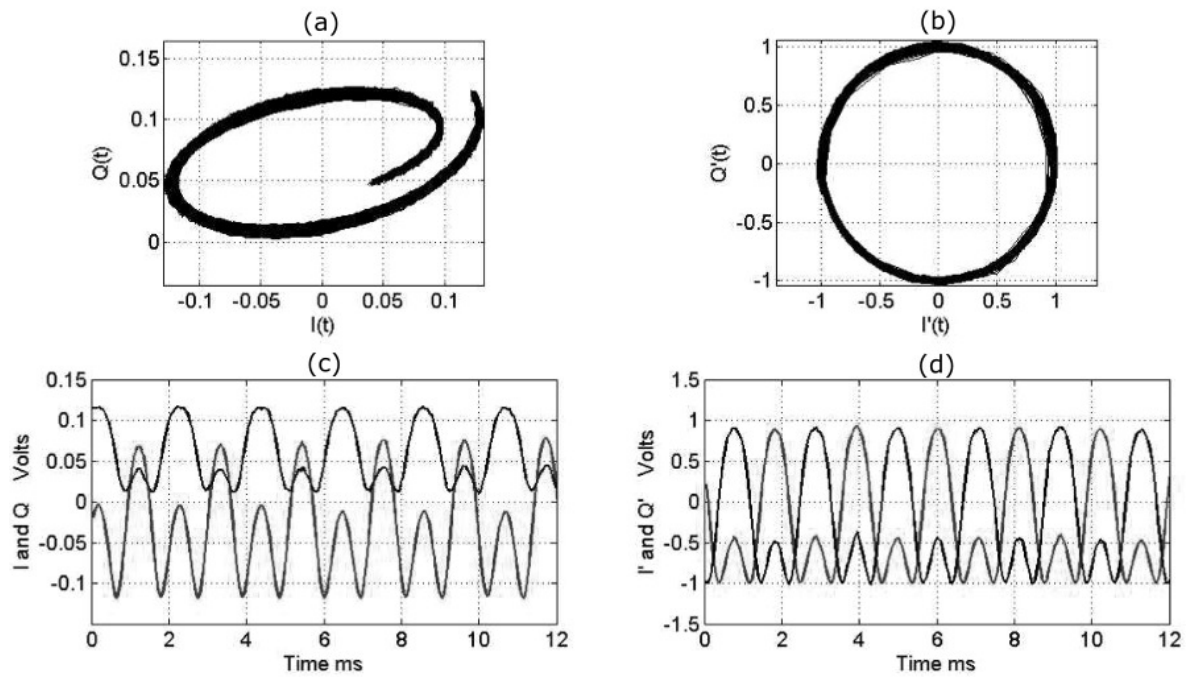 (a)
0.15
0.1
0.05
0
Q(t)
-0.1 -0.05 0 0.05 0.1
I(t)
(b)
1
0.5
0
-0.5
-1
Q'(t)
-1 -0.5 0 0.5 1
I'(t)
(c)
0.15
0.1
0.05
0
-0.05
-0.1
I and Q Volts
0 2 4 6 8 10 12
Time ms
(d)
1.5
1
0.5
0
-0.5
-1
-1.5
I' and Q' Volts
0 2 4 6 8 10 12
Time ms